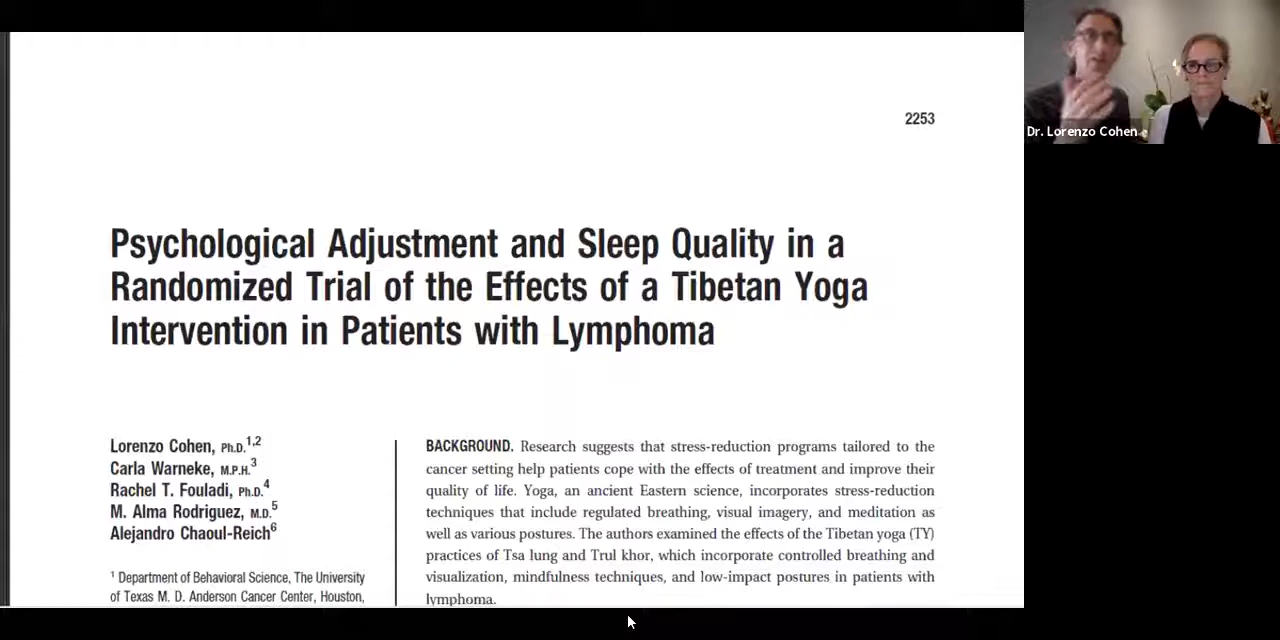 2253
Psychological Adjustment and Sleep Quality in a
Randomized Trial of the Effects of a Tibetan Yoga
Intervention in Patients with Lymphoma
Lorenzo Cohen, Ph.D.1,2
Carla Warneke, M.P.H.3
Rachel T. Fouladi, Ph.D.4
M. Alma Rodriguez, M.D.5
Alejandro Chaoul-Reich6
1 Department of Behavioral Science, The University
of Texas M. D. Anderson Cancer Center, Houston,
BACKGROUND. Research suggests that stress-reduction programs tailored to the
cancer setting help patients cope with the effects of treatment and improve their
quality of life. Yoga, an ancient Eastern science, incorporates stress-reduction
techniques that include regulated breathing, visual imagery, and meditation as
well as various postures. The authors examined the effects of the Tibetan yoga (TY)
practices of Tsa lung and Trul khor, which incorporate controlled breathing and
visualization, mindfulness techniques, and low-impact postures in patients with
lymphoma.
Dr. Lorenzo Cohen